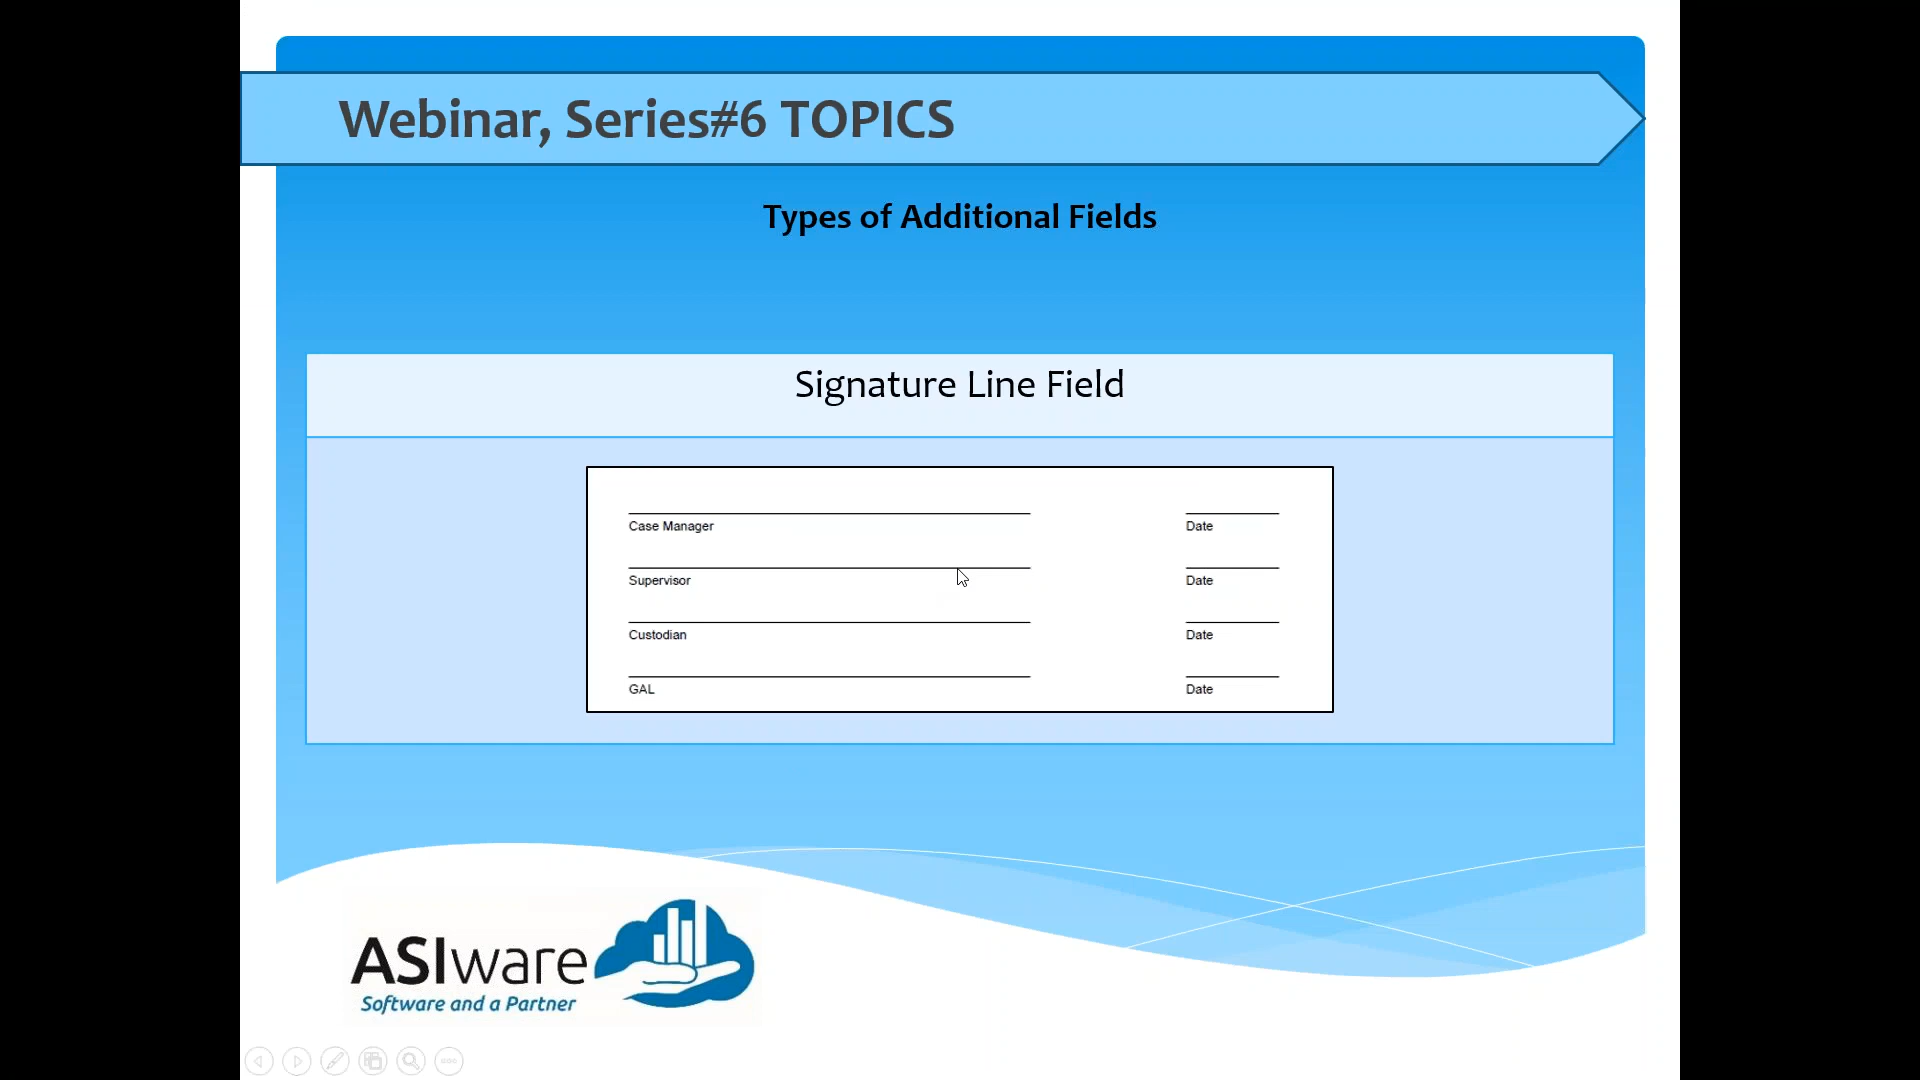 Webinar, Series#6 TOPICS
Types of Additional Fields
Signature Line Field
Case Manager Date
Supervisor Date
Custodian Date
GAL Date
ASIware
Software and a Partner